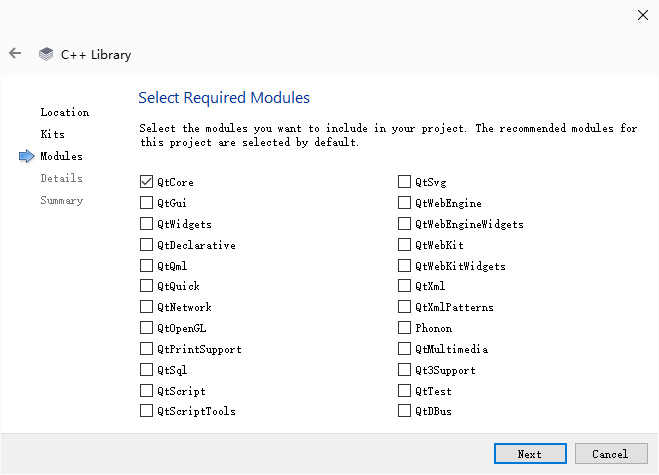 C++ Library
Location
Kits
Modules
Details
Summary
Select Required Modules
Select the modules you want to include in your project. The recommended modules for
this project are selected by default.
QtCore
QtGui
QtWidgets
QtDeclarative
QtQml
QtQuick
QtNetwork
QtOpenGL
QtPrintSupport
QtSql
QtScript
QtScriptTools
QtSvg
QtWebEngine
QtWebEngineWidgets
QtWebKit
QtWebKitWidgets
QtXml
QtXmlPatterns
Phonon
QtMultimedia
Qt3Support
QtTest
QtDBus
Next
Cancel